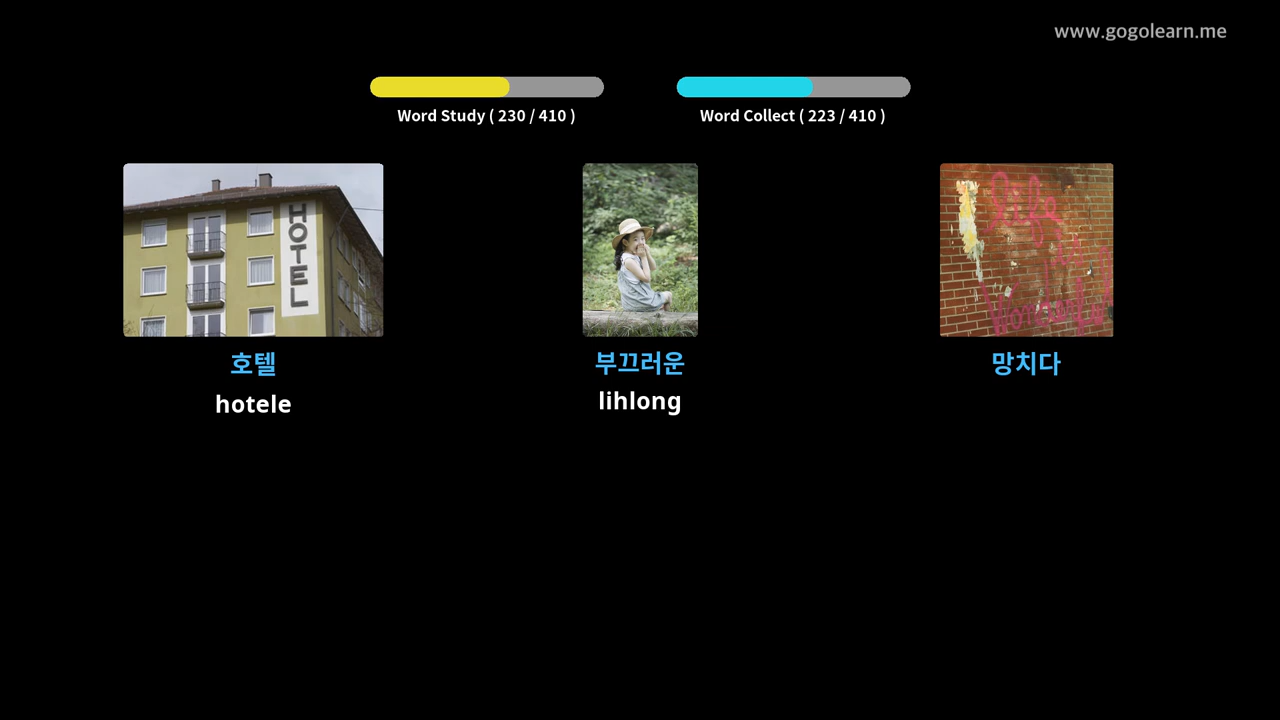 www.gogolearn.me
Word Study ( 230 / 410 )
Word Collect ( 223 / 410 )
HOTEL
호텔
부끄러운
망치다
hotele
lihlong